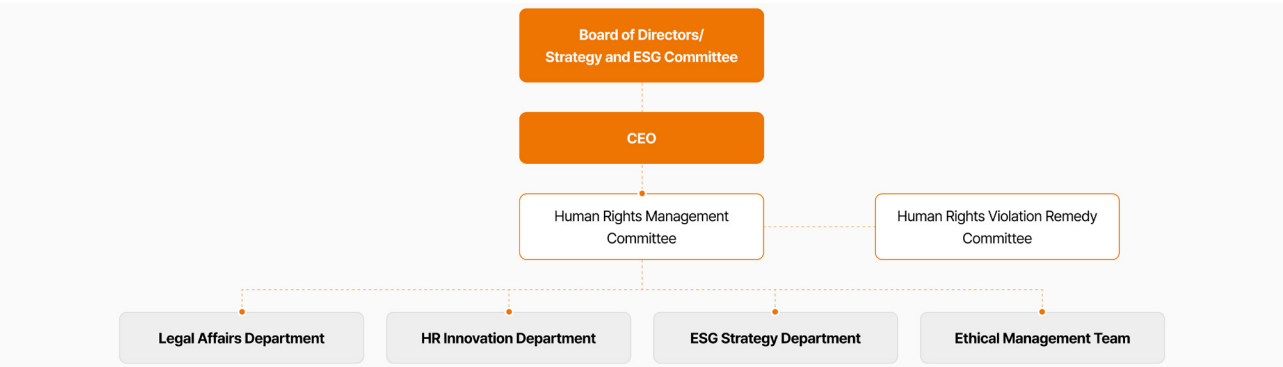 Board of Directors/
Strategy and ESG Committee
CEO
Human Rights Management
Committee
Human Rights Violation Remedy
Committee
Legal Affairs Department
HR Innovation Department
ESG Strategy Department
Ethical Management Team